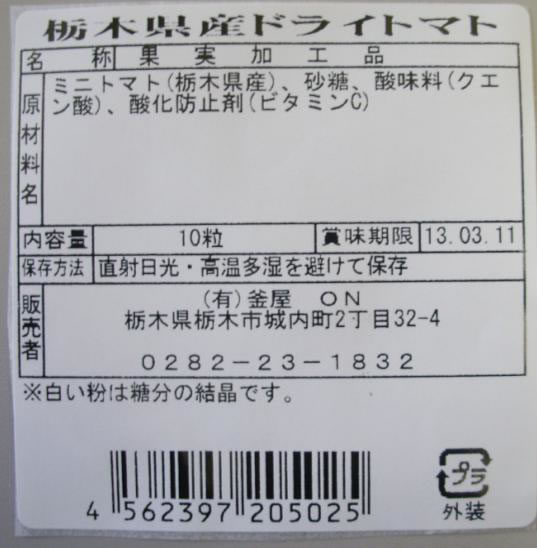 栃木県産ドライトマト
名称 果実加工品
原材料名 ミニトマト(栃木県産)、砂糖、酸味料(クエ
ン酸)、酸化防止剤(ビタミンC)
内容量 10粒 賞味期限 13.03.11
保存方法 直射日光・高温多湿を避けて保存
販売者 (有)釜屋 ON
栃木県栃木市城内町2丁目32-4
0282-23-1832
※白い粉は糖分の結晶です。
4 562397 205025
プラ
外装